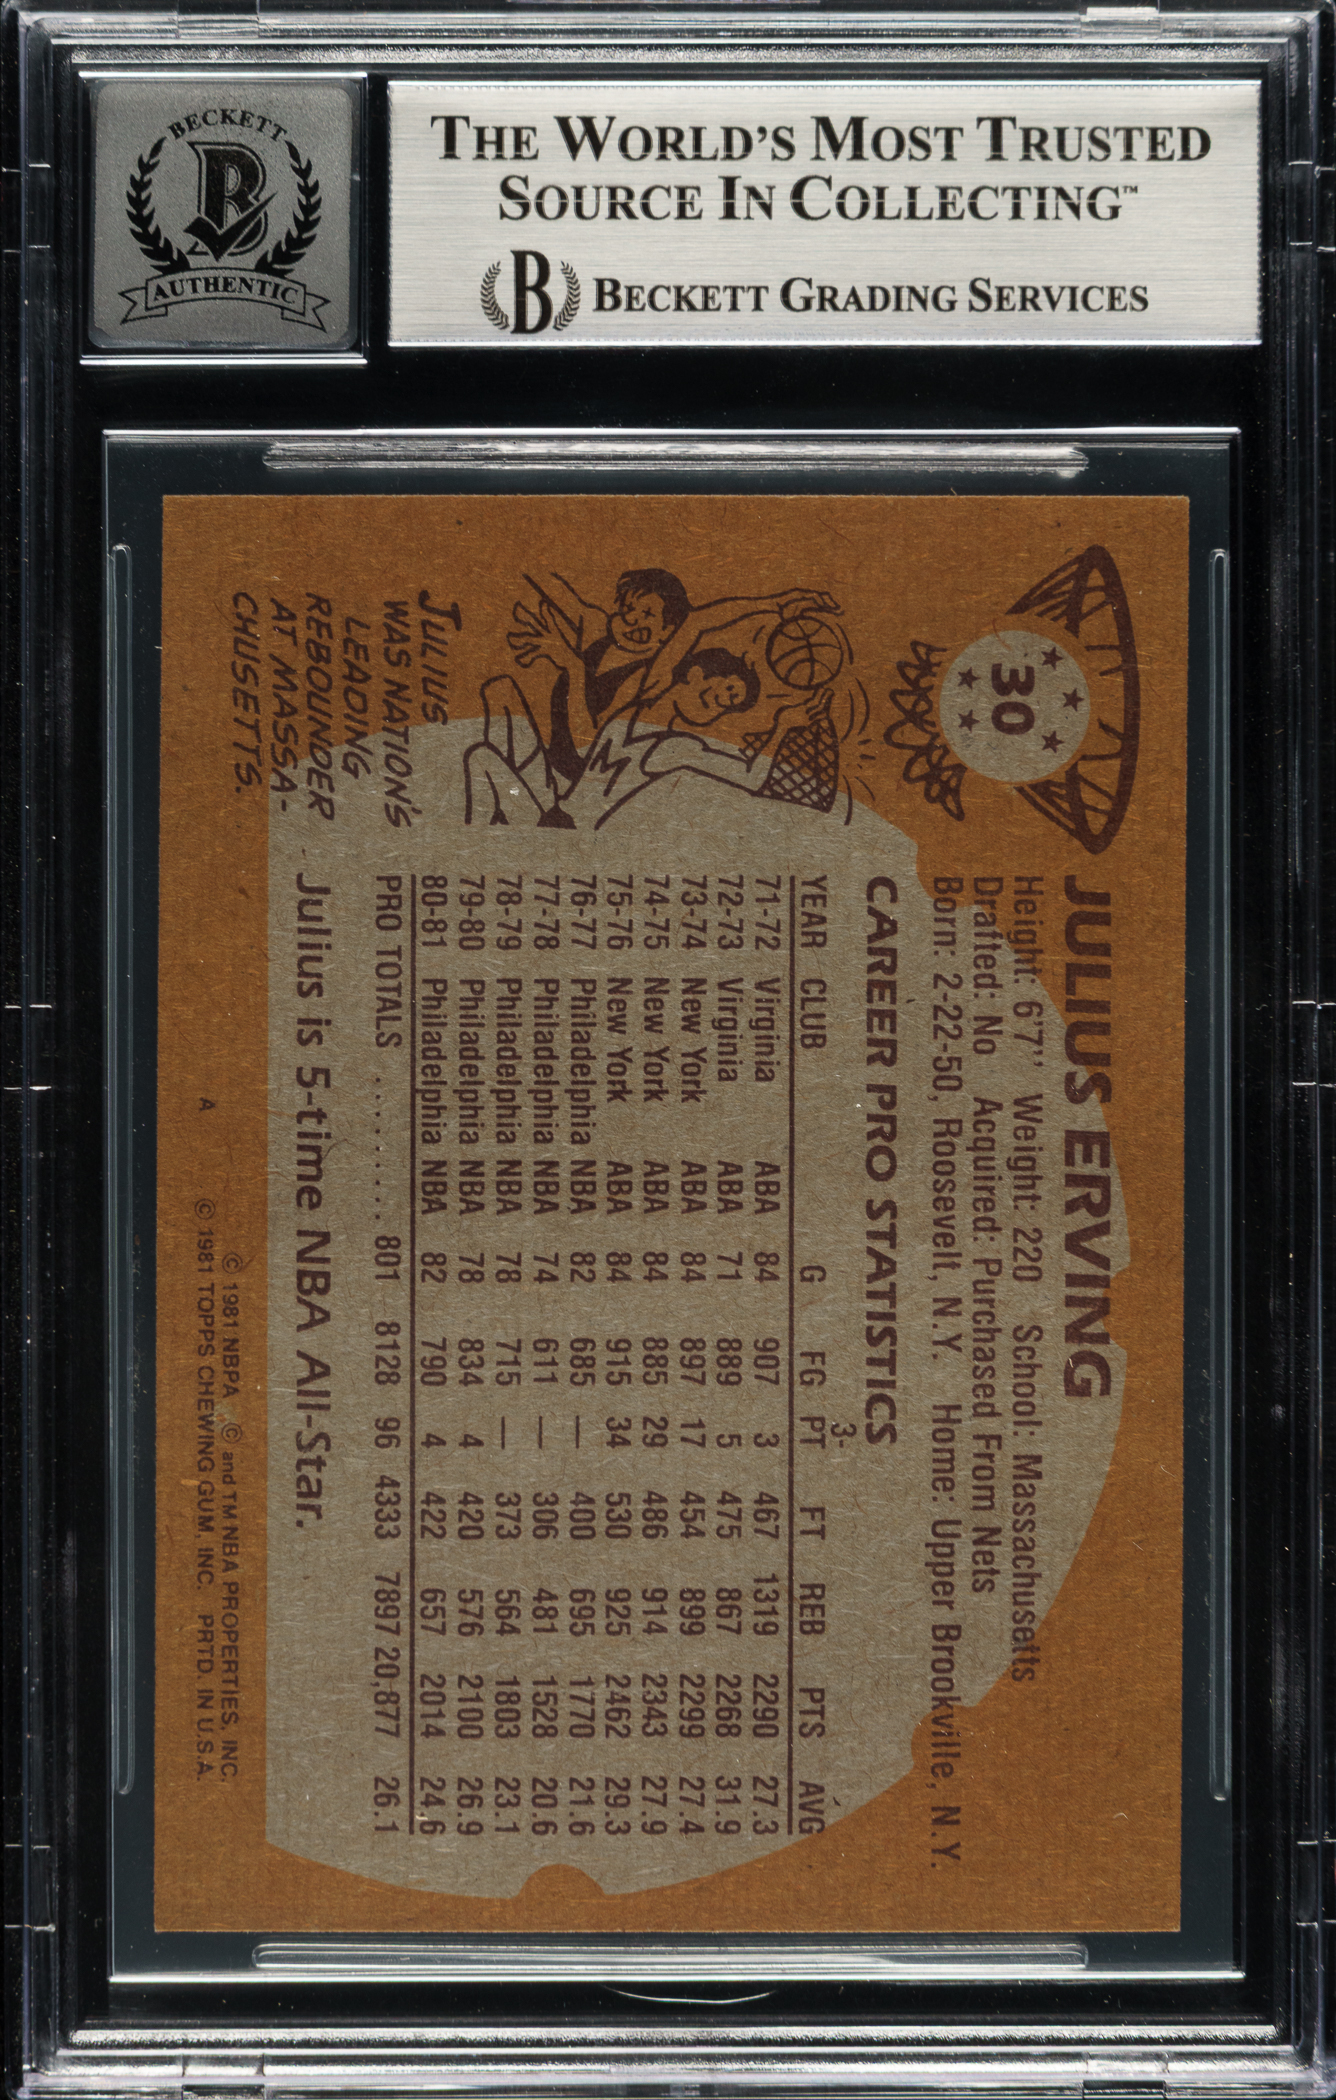 BECKETT
B
AUTHENTIC
THE WORLD'S MOST TRUSTED
SOURCE IN COLLECTING™
B BECKETT GRADING SERVICES
30
JULIUS ERVING
Height: 6'7" Weight: 220 School: Massachusetts
Drafted: No Acquired: Purchased From Nets
Born: 2-22-50, Roosevelt, N.Y. Home: Upper Brookville, N.Y.
CAREER PRO STATISTICS
3-
YEAR CLUB G FG PT FT REB PTS AVG
71-72 Virginia ABA 84 907 3 467 1319 2290 27.3
72-73 Virginia ABA 71 889 5 475 867 2268 31.9
73-74 New York ABA 84 897 17 454 899 2299 27.4
74-75 New York ABA 84 885 29 486 914 2343 27.9
75-76 New York ABA 84 915 34 530 925 2462 29.3
76-77 Philadelphia NBA 82 685 — 400 695 1770 21.6
77-78 Philadelphia NBA 74 611 — 306 481 1528 20.6
78-79 Philadelphia NBA 78 715 — 373 564 1803 23.1
79-80 Philadelphia NBA 78 834 4 420 576 2100 26.9
80-81 Philadelphia NBA 82 790 4 422 657 2014 24.6
PRO TOTALS .......... 801 8128 96 4333 7897 20,877 26.1
JULIUS
WAS NATION'S
LEADING
REBOUNDER
AT MASSA-
CHUSETTS.
Julius is 5-time NBA All-Star.
© 1981 NBPA © and TM NBA PROPERTIES, INC.
A © 1981 TOPPS CHEWING GUM, INC. PRTD. IN U.S.A.